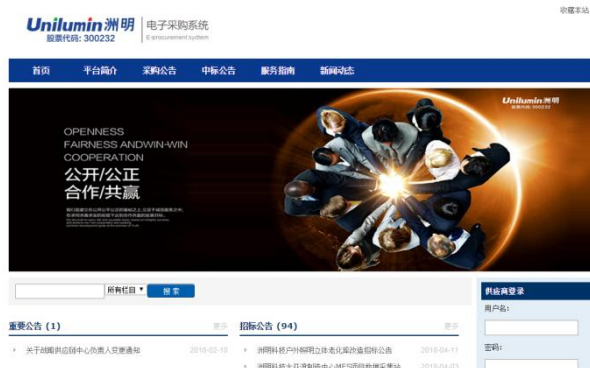 收藏本站
Unilumin洲明
股票代码: 300232
电子采购系统
E-procurement system
首页 平台简介 采购公告 中标公告 服务指南 新闻动态
Unilumin洲明
OPENNESS
FAIRNESS ANDWIN-WIN
COOPERATION
公开/公正
合作/共赢
所有栏目 搜索
供应商登录
用户名:
密码:
重要公告 (1) 更多
关于战略供应链中心负责人变更通知 2018-02-10
招标公告 (94) 更多
洲明科技户外照明立体老化库改造招标公告 2018-04-11